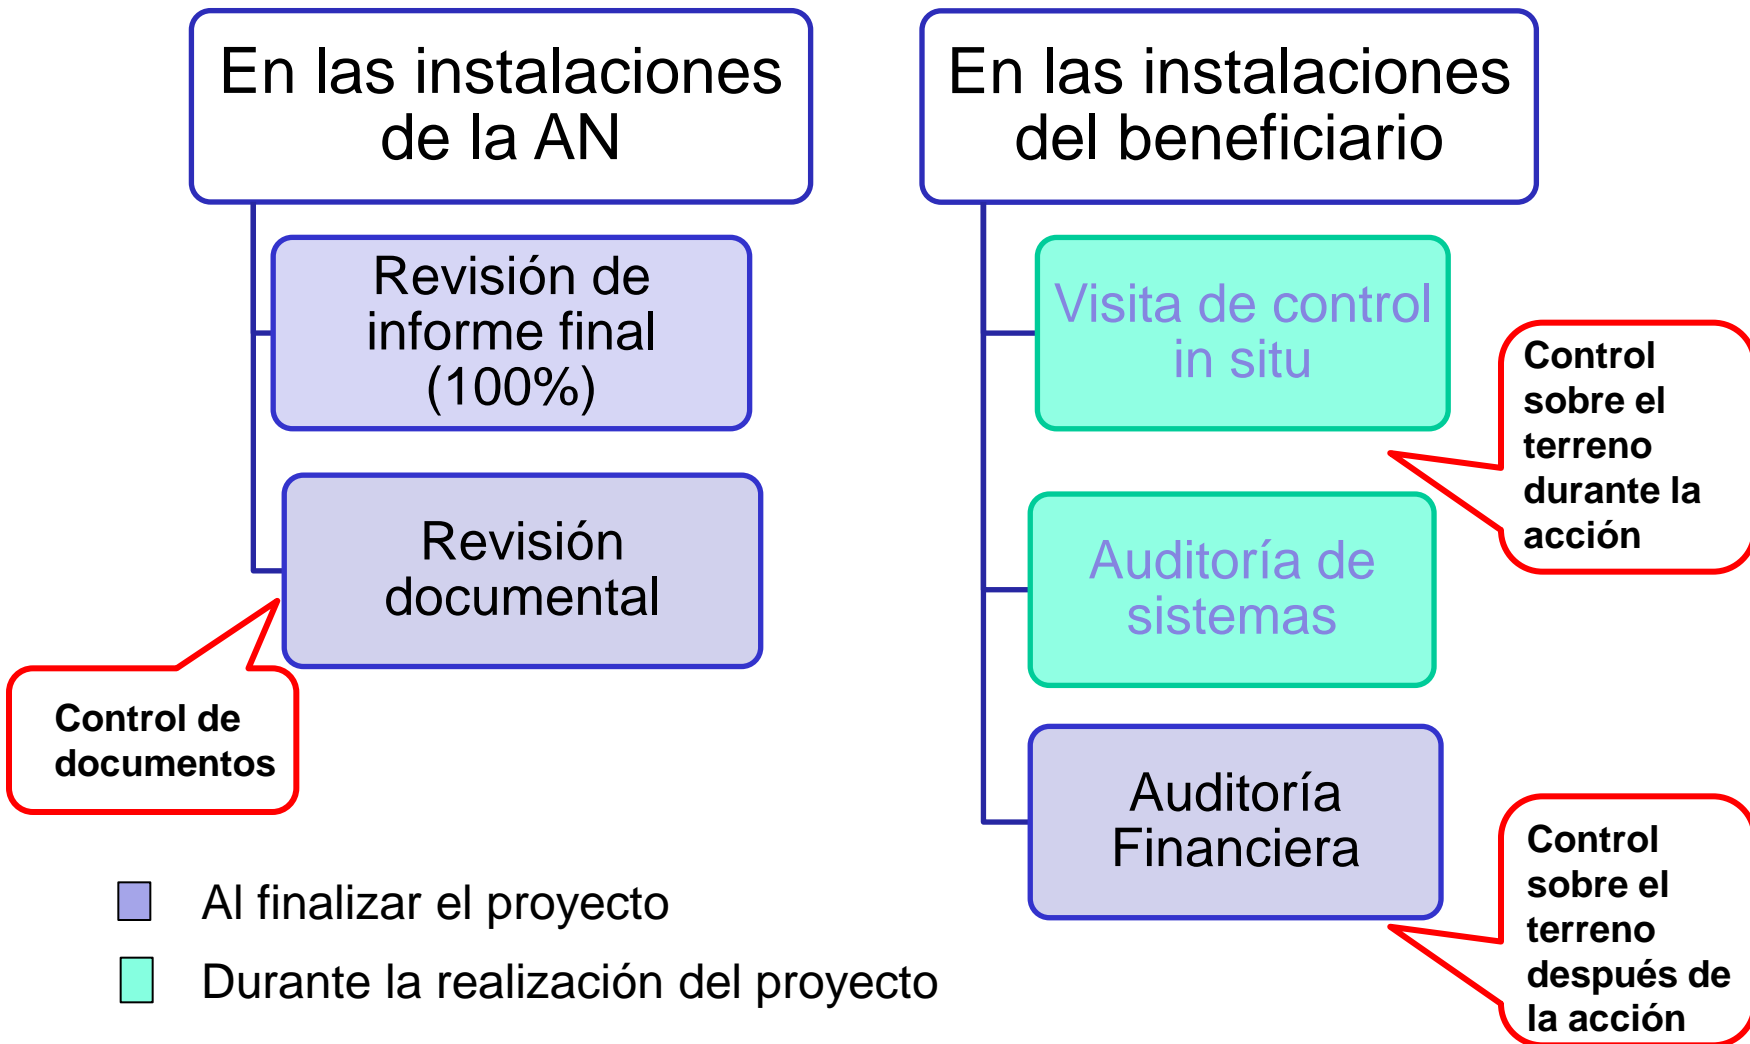 En las instalaciones
de la AN
Revisión de
informe final
(100%)
Revisión
documental
Control de
documentos
En las instalaciones
del beneficiario
Visita de control
in situ
Control
sobre el
terreno
durante la
acción
Auditoría de
sistemas
Auditoría
Financiera
Control
sobre el
terreno
después de
la acción
Al finalizar el proyecto
Durante la realización del proyecto